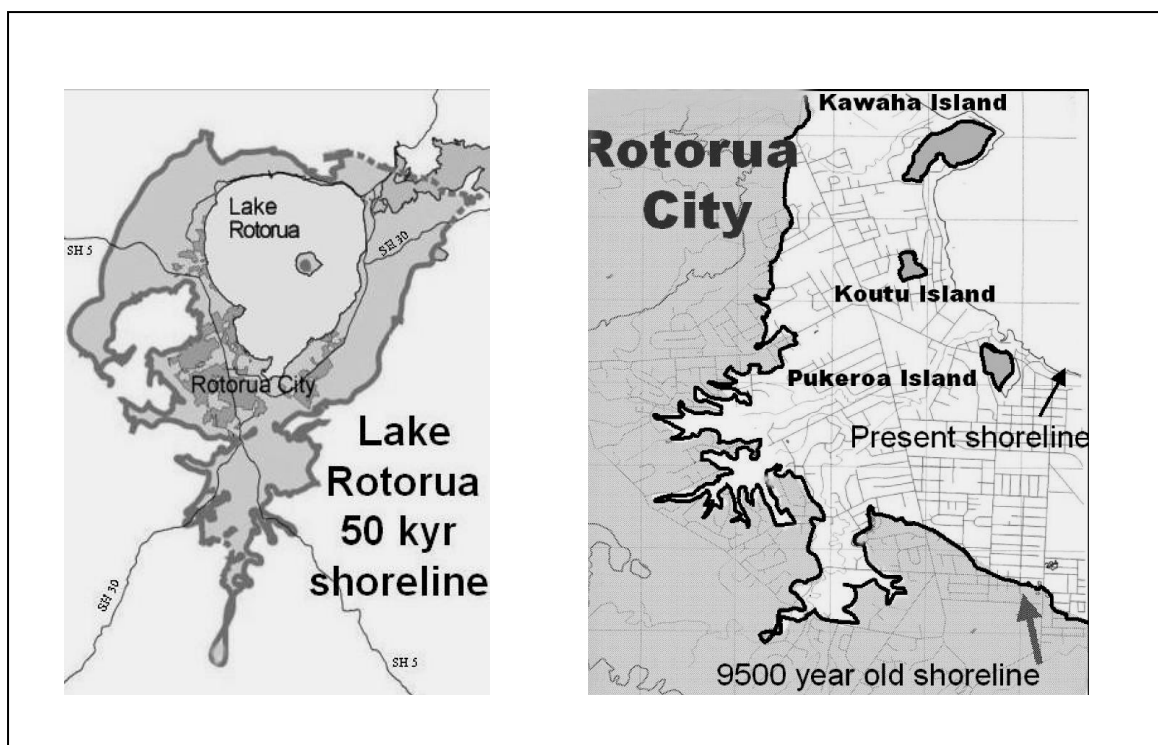 Lake
Rotorua
SH 5
SH 30
Rotorua City
Lake
Rotorua
50 kyr
shoreline
SH 30
SH 5
Kawaha Island
Rotorua
City
Koutu Island
Pukeroa Island
Present shoreline
9500 year old shoreline